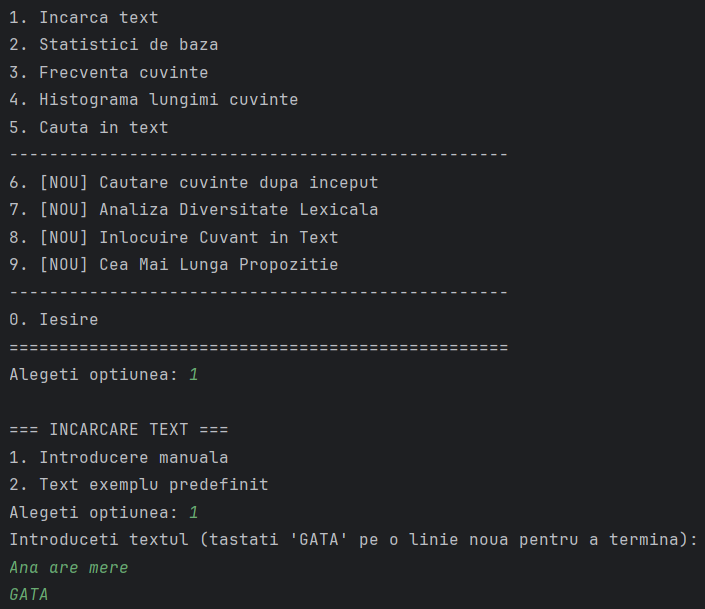 1. Incarca text
2. Statistici de baza
3. Frecventa cuvinte
4. Histograma lungimi cuvinte
5. Cauta in text
--------------------------------------------------
6. [NOU] Cautare cuvinte dupa inceput
7. [NOU] Analiza Diversitate Lexicala
8. [NOU] Inlocuire Cuvant in Text
9. [NOU] Cea Mai Lunga Propozitie
--------------------------------------------------
0. Iesire
==================================================
Alegeti optiunea: 1
=== INCARCARE TEXT ===
1. Introducere manuala
2. Text exemplu predefinit
Alegeti optiunea: 1
Introduceti textul (tastati 'GATA' pe o linie noua pentru a termina):
Ana are mere
GATA